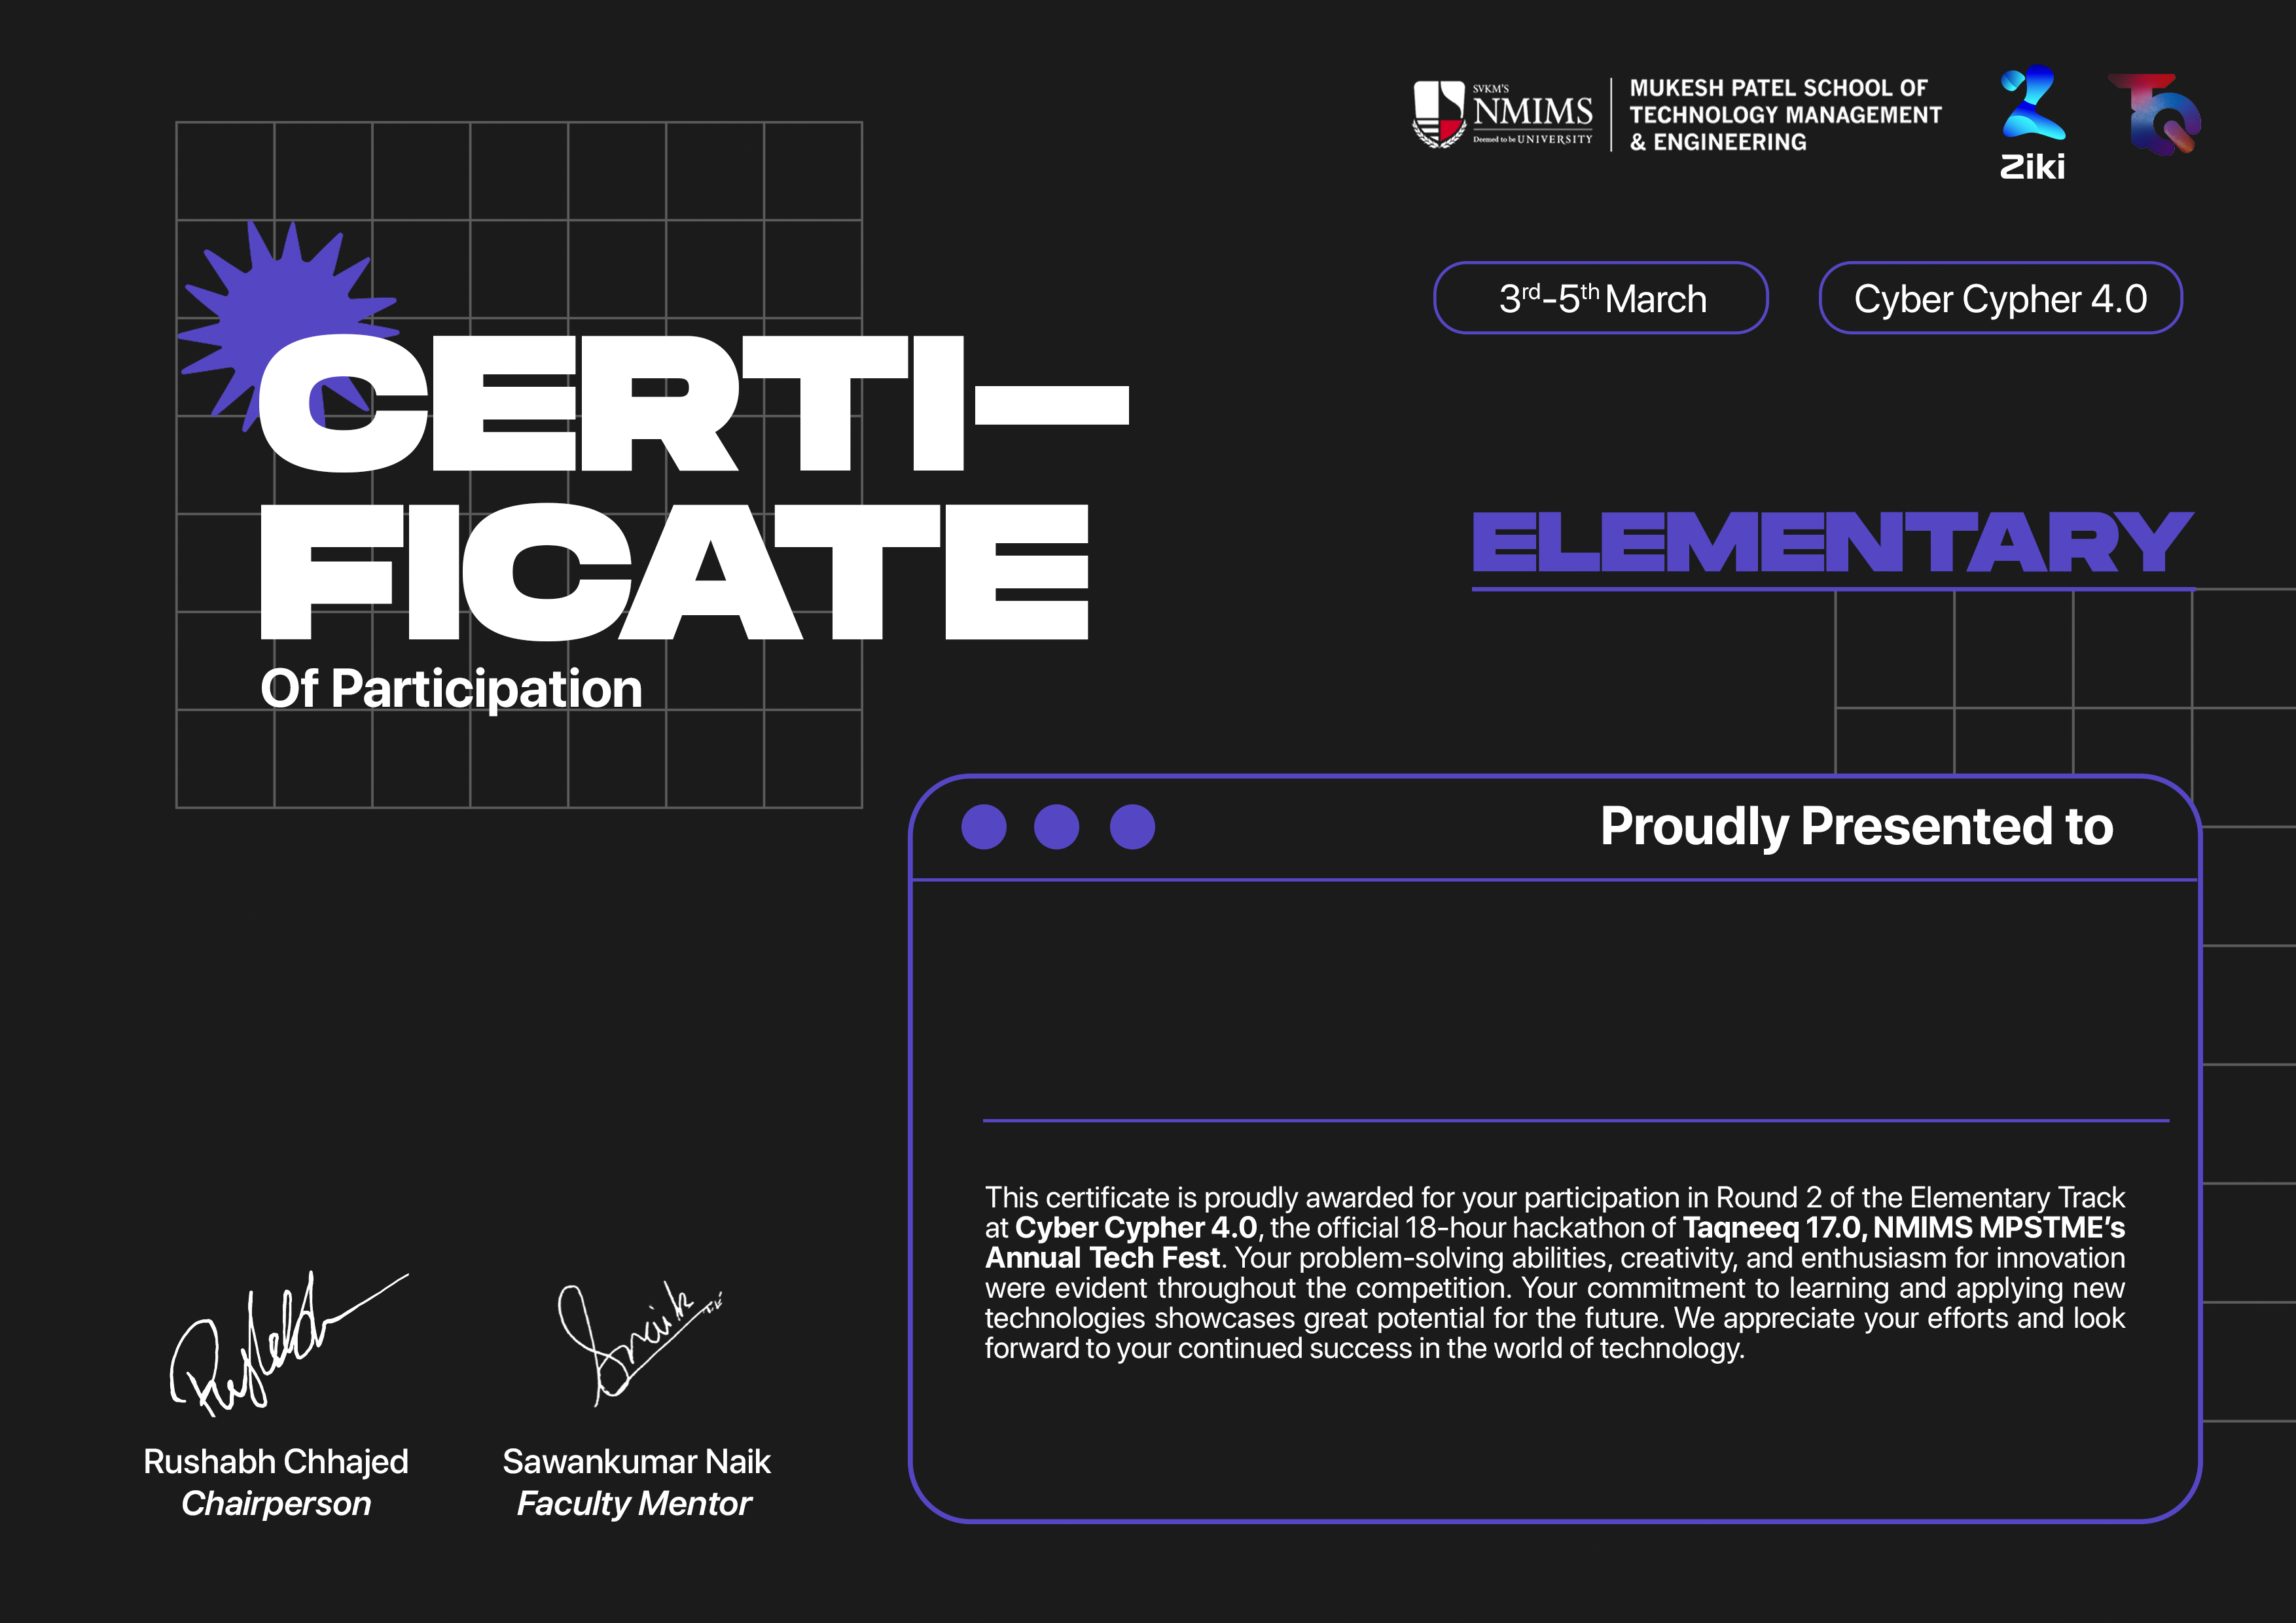 SVKM'S
NMIMS
Deemed to be UNIVERSITY
MUKESH PATEL SCHOOL OF
TECHNOLOGY MANAGEMENT
& ENGINEERING
Ziki
TQ
3rd-5th March
Cyber Cypher 4.0
CERTI—
FICATE
Of Participation
ELEMENTARY
Proudly Presented to
This certificate is proudly awarded for your participation in Round 2 of the Elementary Track
at Cyber Cypher 4.0, the official 18-hour hackathon of Taqneeq 17.0, NMIMS MPSTME’s
Annual Tech Fest. Your problem-solving abilities, creativity, and enthusiasm for innovation
were evident throughout the competition. Your commitment to learning and applying new
technologies showcases great potential for the future. We appreciate your efforts and look
forward to your continued success in the world of technology.
Rushabh Chhajed
Chairperson
Sawankumar Naik
Faculty Mentor